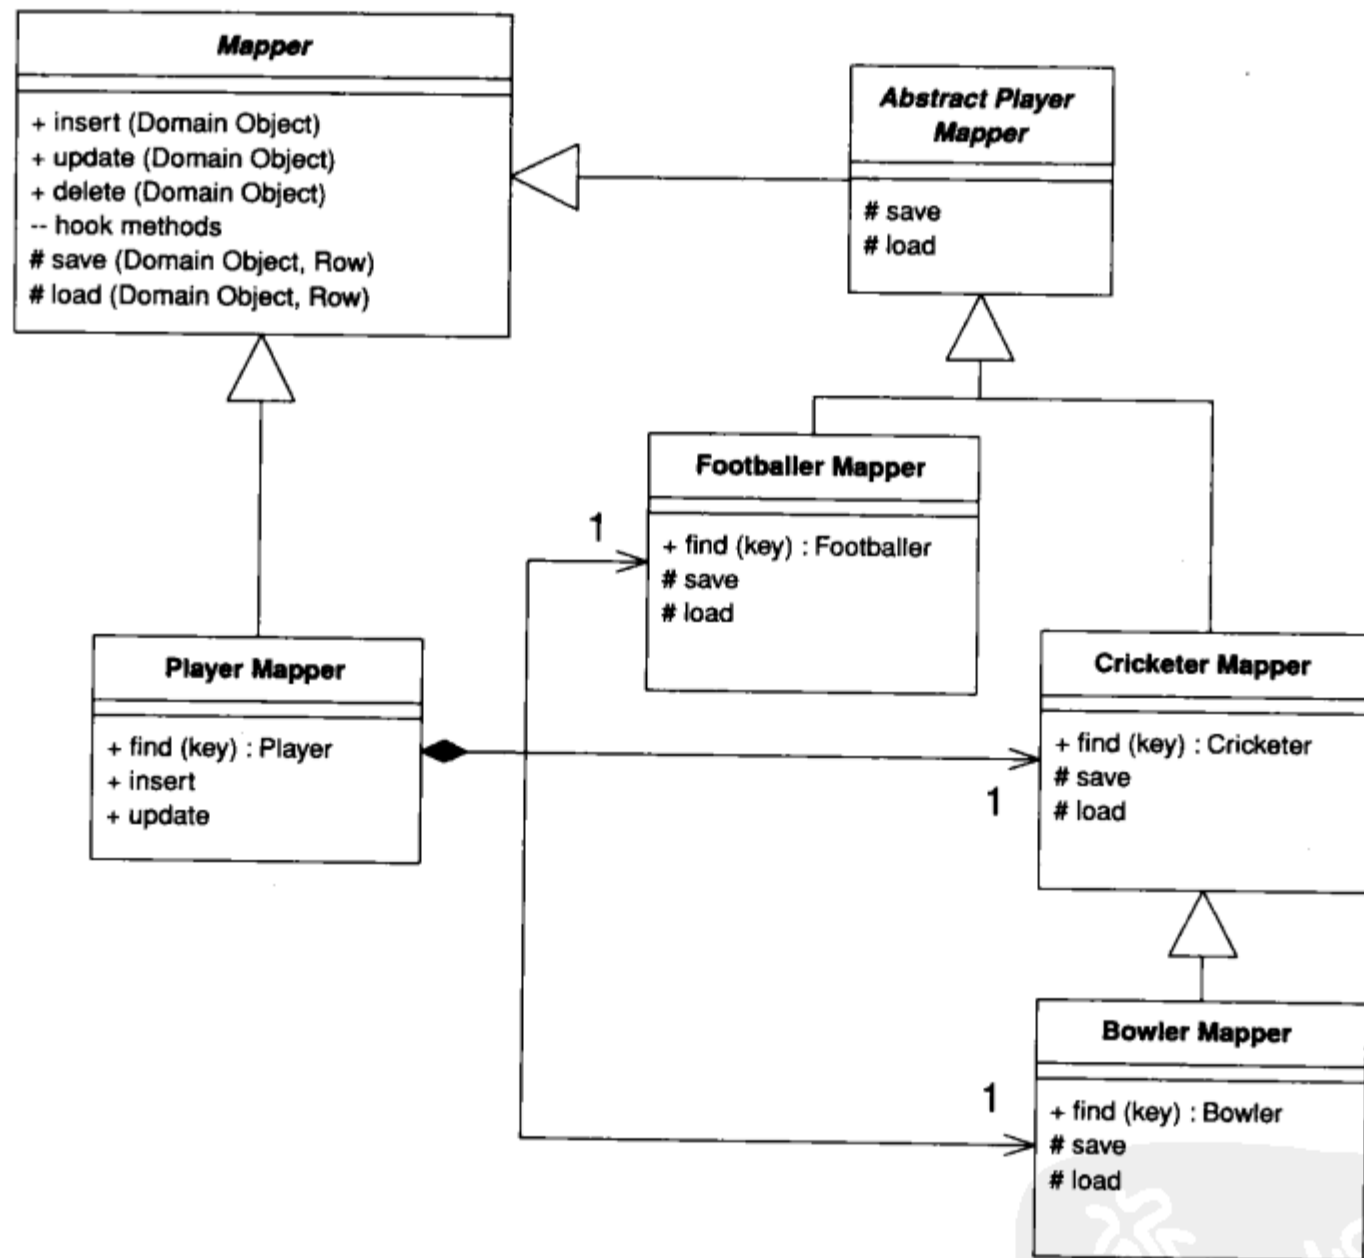 Mapper
+ insert (Domain Object)
+ update (Domain Object)
+ delete (Domain Object)
-- hook methods
# save (Domain Object, Row)
# load (Domain Object, Row)
Abstract Player
Mapper
# save
# load
Footballer Mapper
+ find (key) : Footballer
# save
# load
1
Player Mapper
+ find (key) : Player
+ insert
+ update
Cricketer Mapper
+ find (key) : Cricketer
# save
# load
1
Bowler Mapper
+ find (key) : Bowler
# save
# load
1